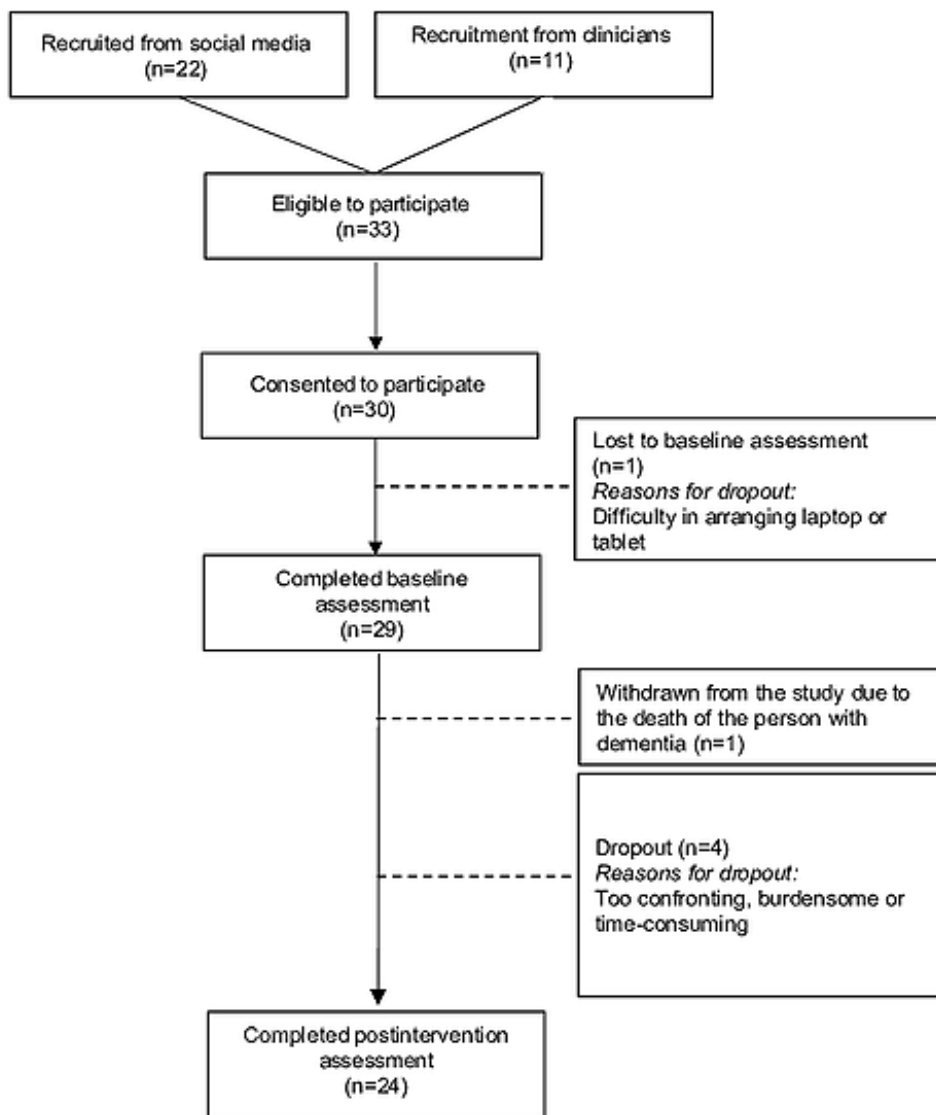 Recruited from social media
(n=22)
Recruitment from clinicians
(n=11)
Eligible to participate
(n=33)
Consented to participate
(n=30)
Lost to baseline assessment
(n=1)
Reasons for dropout:
Difficulty in arranging laptop or
tablet
Completed baseline
assessment
(n=29)
Withdrawn from the study due to
the death of the person with
dementia (n=1)
Dropout (n=4)
Reasons for dropout:
Too confronting, burdensome or
time-consuming
Completed postintervention
assessment
(n=24)